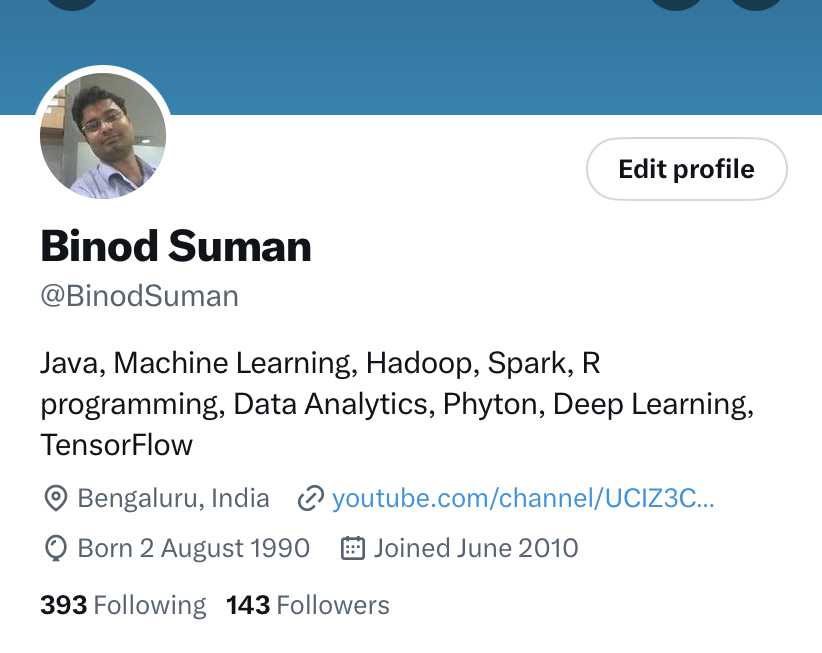 Edit profile
Binod Suman
@BinodSuman
Java, Machine Learning, Hadoop, Spark, R
programming, Data Analytics, Phyton, Deep Learning,
TensorFlow
Bengaluru, India youtube.com/channel/UCIZ3C...
Born 2 August 1990 Joined June 2010
393 Following 143 Followers